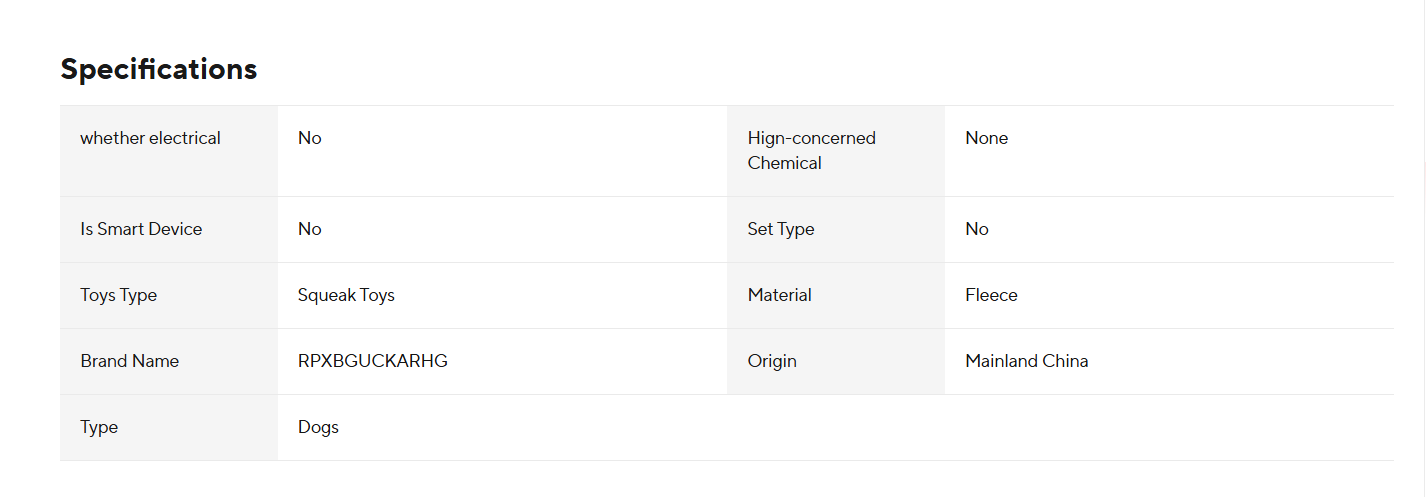 Specifications
whether electrical
No
Hign-concerned
Chemical
None
Is Smart Device
No
Set Type
No
Toys Type
Squeak Toys
Material
Fleece
Brand Name
RPXBGUCKARHG
Origin
Mainland China
Type
Dogs